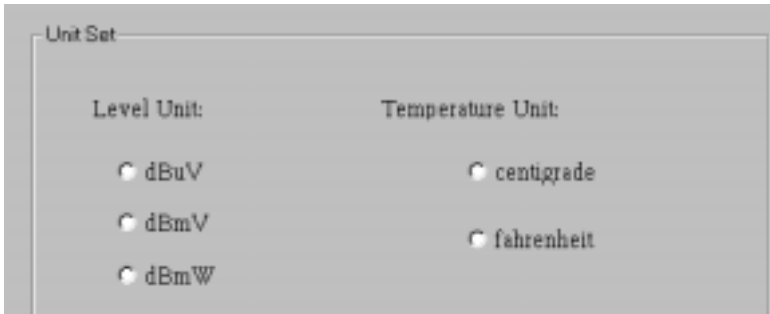 Unit Set
Level Unit:
Temperature Unit:
dBuV
centigrade
dBmV
fahrenheit
dBmW